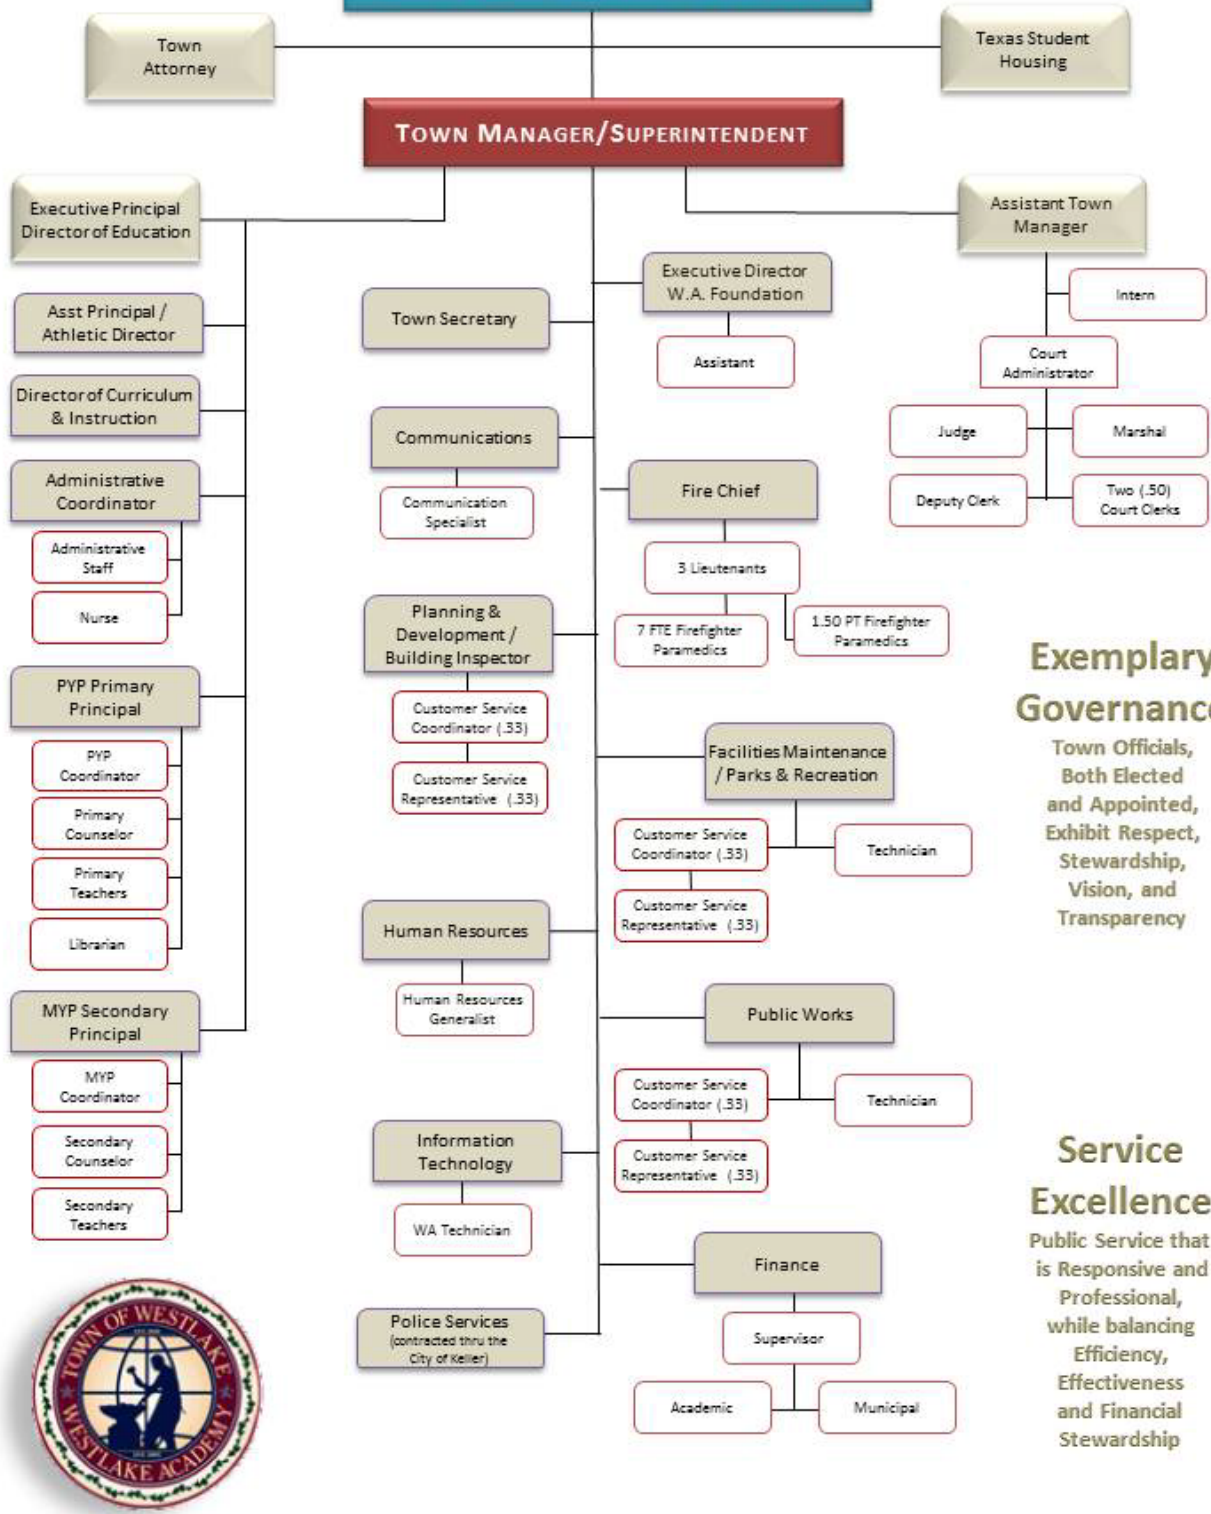 Town
Attorney
Texas Student
Housing
TOWN MANAGER/SUPERINTENDENT
Executive Principal
Director of Education
Assistant Town
Manager
Asst Principal /
Athletic Director
Director of Curriculum
& Instruction
Administrative
Coordinator
Administrative
Staff
Nurse
PYP Primary
Principal
PYP
Coordinator
Primary
Counselor
Primary
Teachers
Librarian
MYP Secondary
Principal
MYP
Coordinator
Secondary
Counselor
Secondary
Teachers
Town Secretary
Communications
Communication
Specialist
Planning &
Development /
Building Inspector
Customer Service
Coordinator (.33)
Customer Service
Representative (.33)
Human Resources
Human Resources
Generalist
Information
Technology
WA Technician
Police Services
(contracted thru the
City of Keller)
Executive Director
W.A. Foundation
Assistant
Fire Chief
3 Lieutenants
7 FTE Firefighter
Paramedics
1.50 PT Firefighter
Paramedics
Facilities Maintenance
/ Parks & Recreation
Customer Service
Coordinator (.33)
Technician
Customer Service
Representative (.33)
Public Works
Customer Service
Coordinator (.33)
Technician
Customer Service
Representative (.33)
Finance
Supervisor
Academic
Municipal
Intern
Court
Administrator
Judge
Marshal
Deputy Clerk
Two (.50)
Court Clerks
Exemplary
Governance
Town Officials,
Both Elected
and Appointed,
Exhibit Respect,
Stewardship,
Vision, and
Transparency
Service
Excellence
Public Service that
is Responsive and
Professional,
while balancing
Efficiency,
Effectiveness
and Financial
Stewardship
TOWN OF WESTLAKE
WESTLAKE ACADEMY